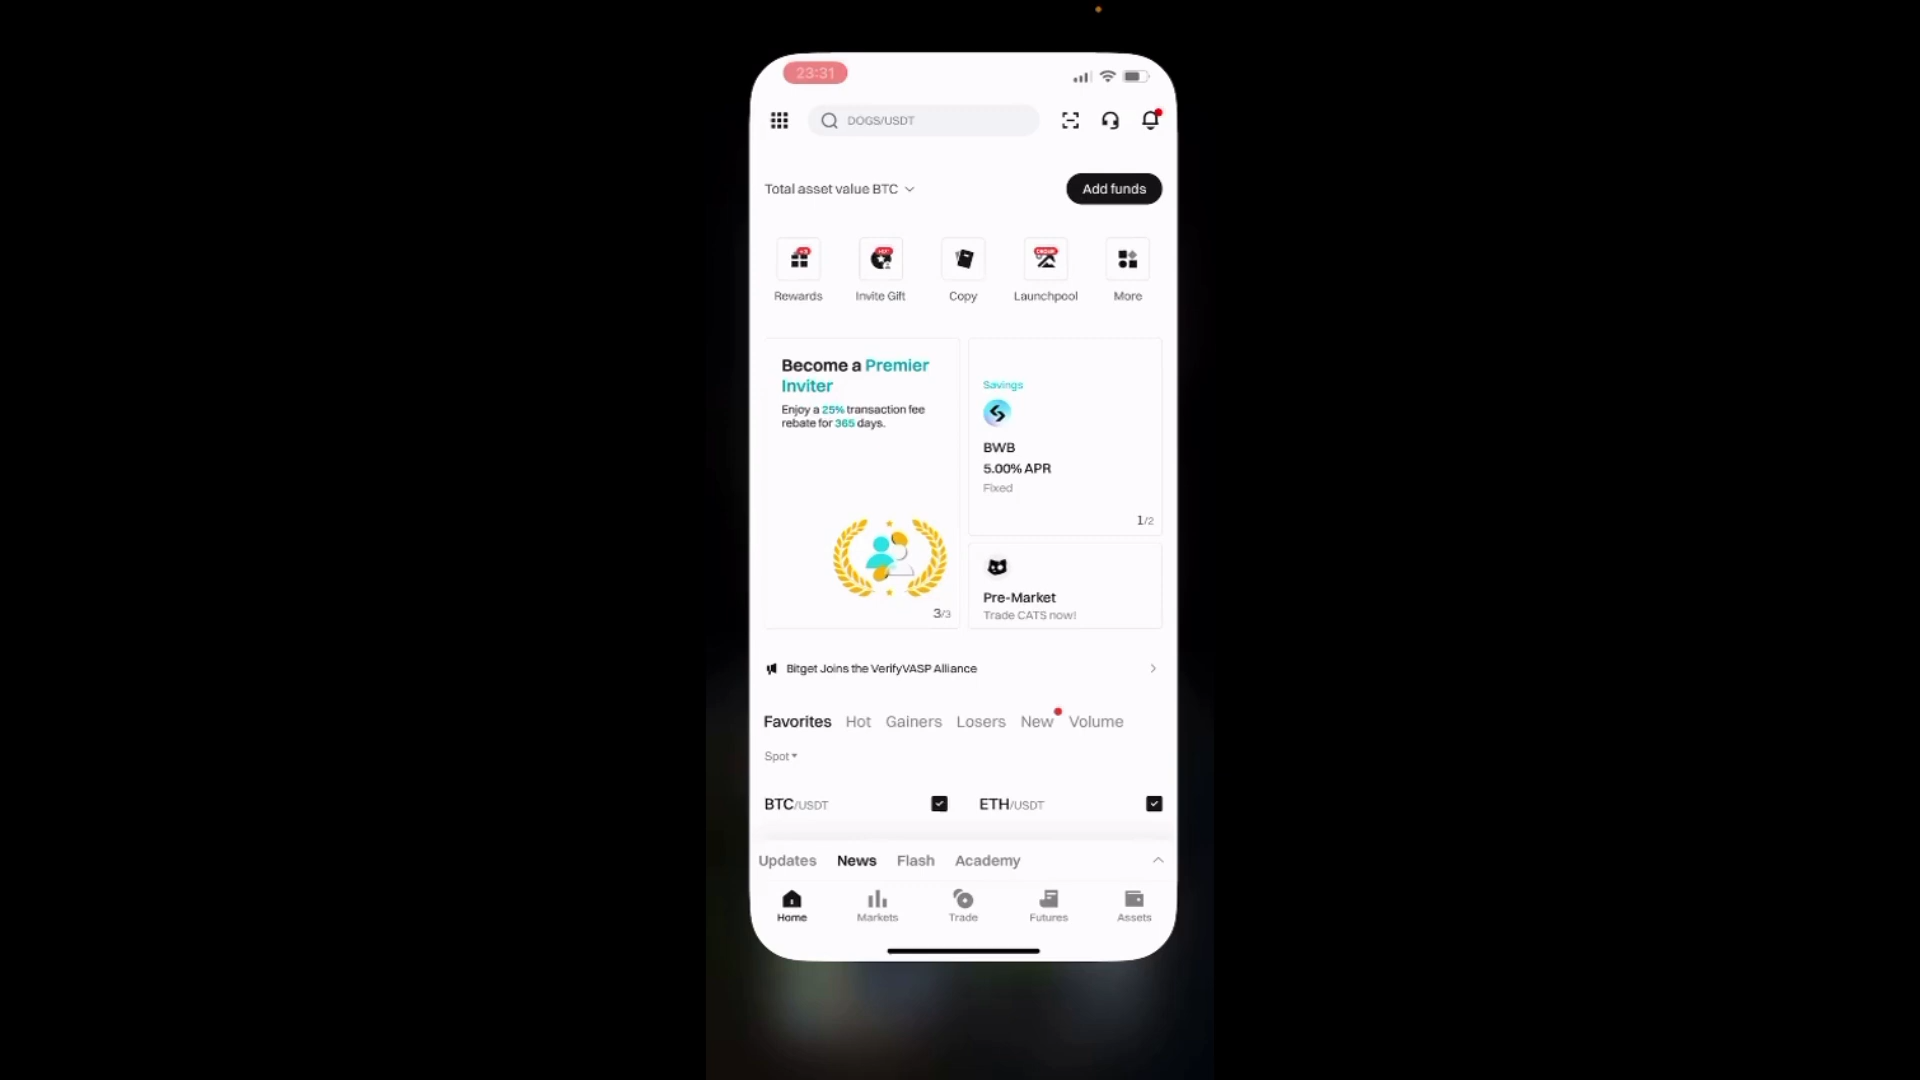 23:31
DOGS/USDT
Total asset value BTC
Add funds
Rewards
Invite Gift
Copy
Launchpool
More
Become a Premier
Inviter
Enjoy a 25% transaction fee
rebate for 365 days.
3/3
Savings
BWB
5.00% APR
Fixed
1/2
Pre-Market
Trade CATS now!
Bitget Joins the VerifyVASP Alliance
Favorites Hot Gainers Losers New Volume
Spot
BTC/USDT ETH/USDT
Updates News Flash Academy
Home Markets Trade Futures Assets